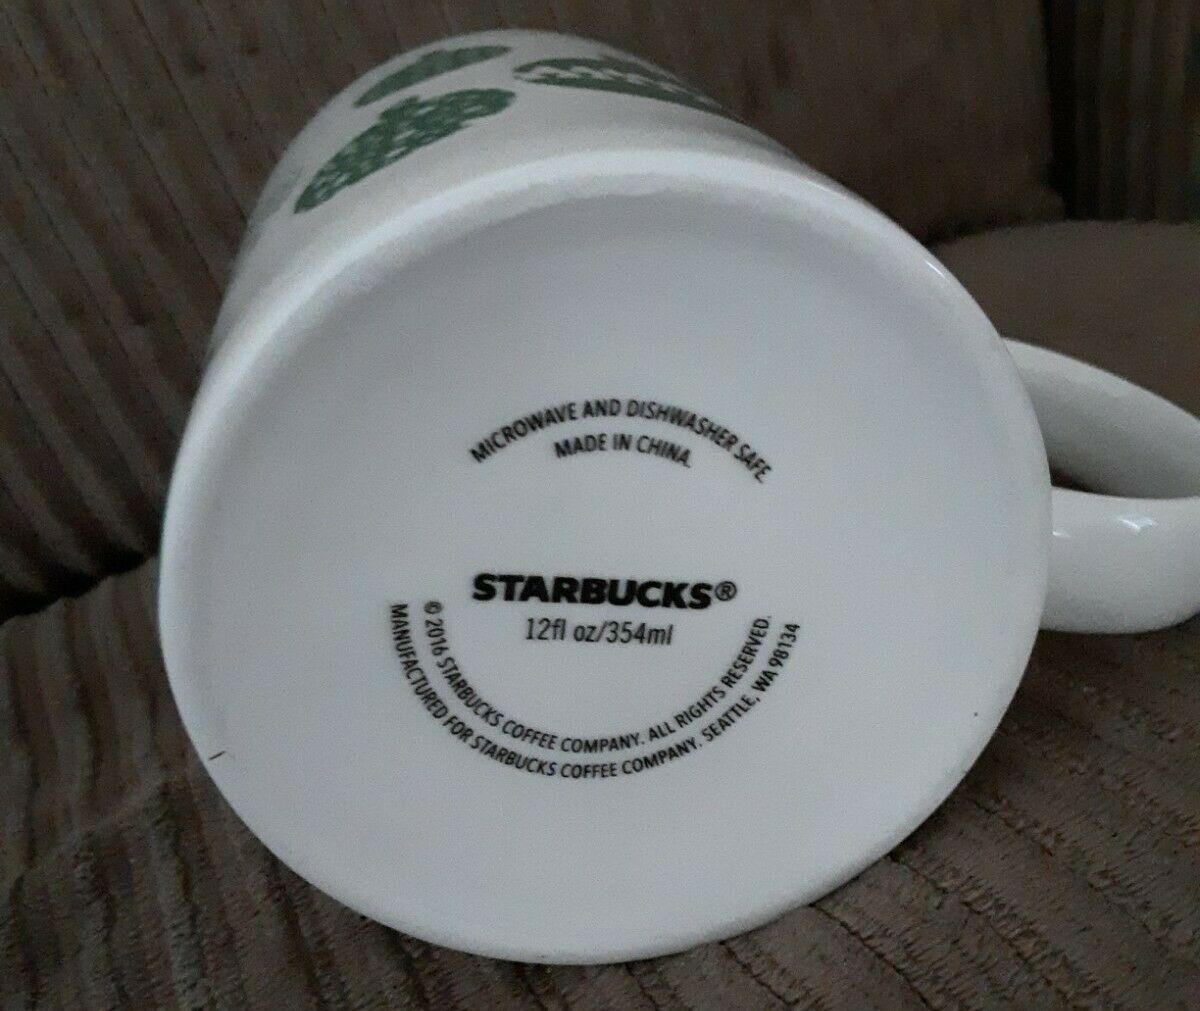 MICROWAVE AND DISHWASHER SAFE.
MADE IN CHINA.
STARBUCKS®
12fl oz/354ml
© 2016 STARBUCKS COFFEE COMPANY. ALL RIGHTS RESERVED.
MANUFACTURED FOR STARBUCKS COFFEE COMPANY. SEATTLE, WA 98134